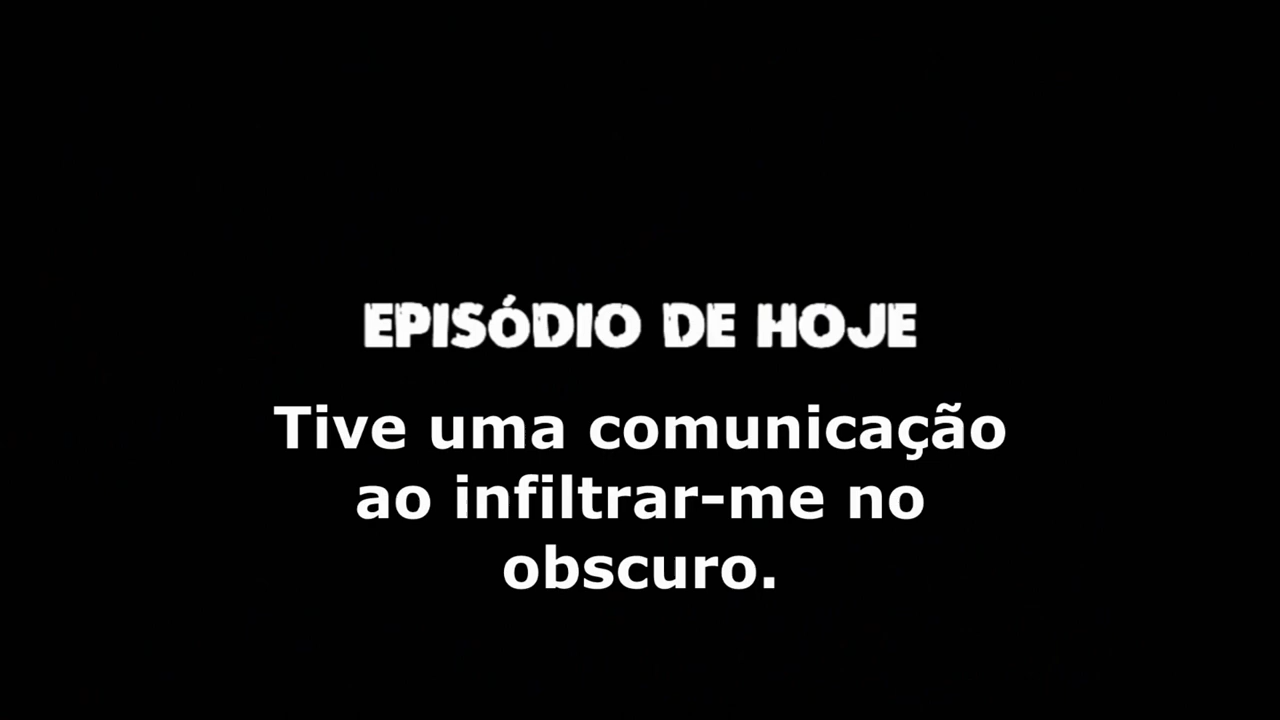 EPISÓDIO DE HOJE
Tive uma comunicação
ao infiltrar-me no
obscuro.